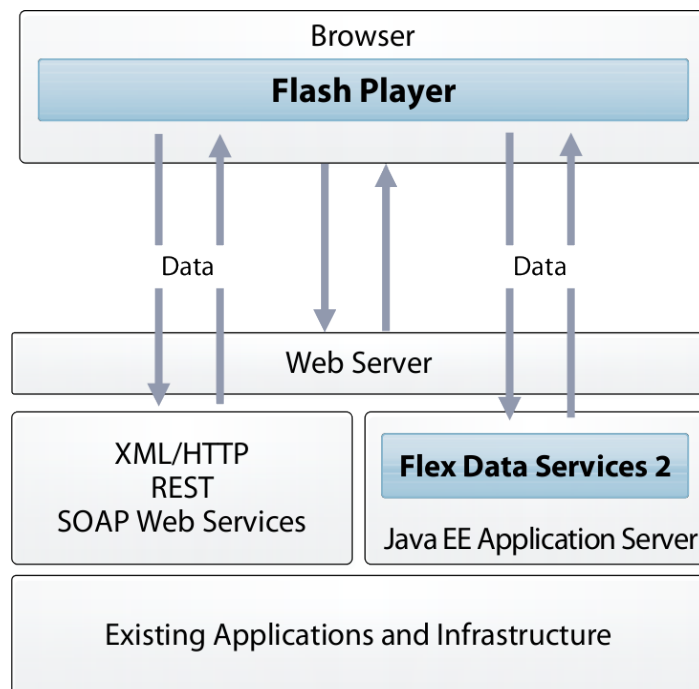 Browser
Flash Player
Data
Data
Web Server
XML/HTTP
REST
SOAP Web Services
Flex Data Services 2
Java EE Application Server
Existing Applications and Infrastructure